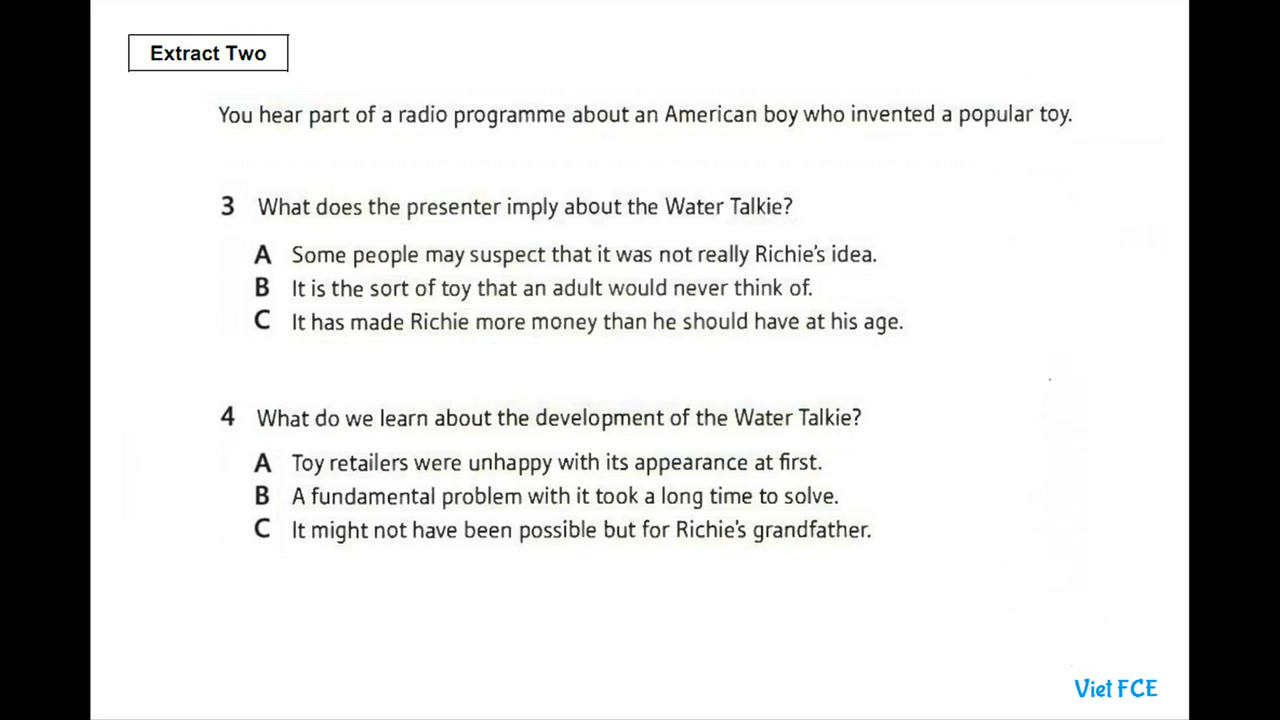 Extract Two
You hear part of a radio programme about an American boy who invented a popular toy.
3 What does the presenter imply about the Water Talkie?
A Some people may suspect that it was not really Richie's idea.
B It is the sort of toy that an adult would never think of.
C It has made Richie more money than he should have at his age.
4 What do we learn about the development of the Water Talkie?
A Toy retailers were unhappy with its appearance at first.
B A fundamental problem with it took a long time to solve.
C It might not have been possible but for Richie's grandfather.
Viet FCE